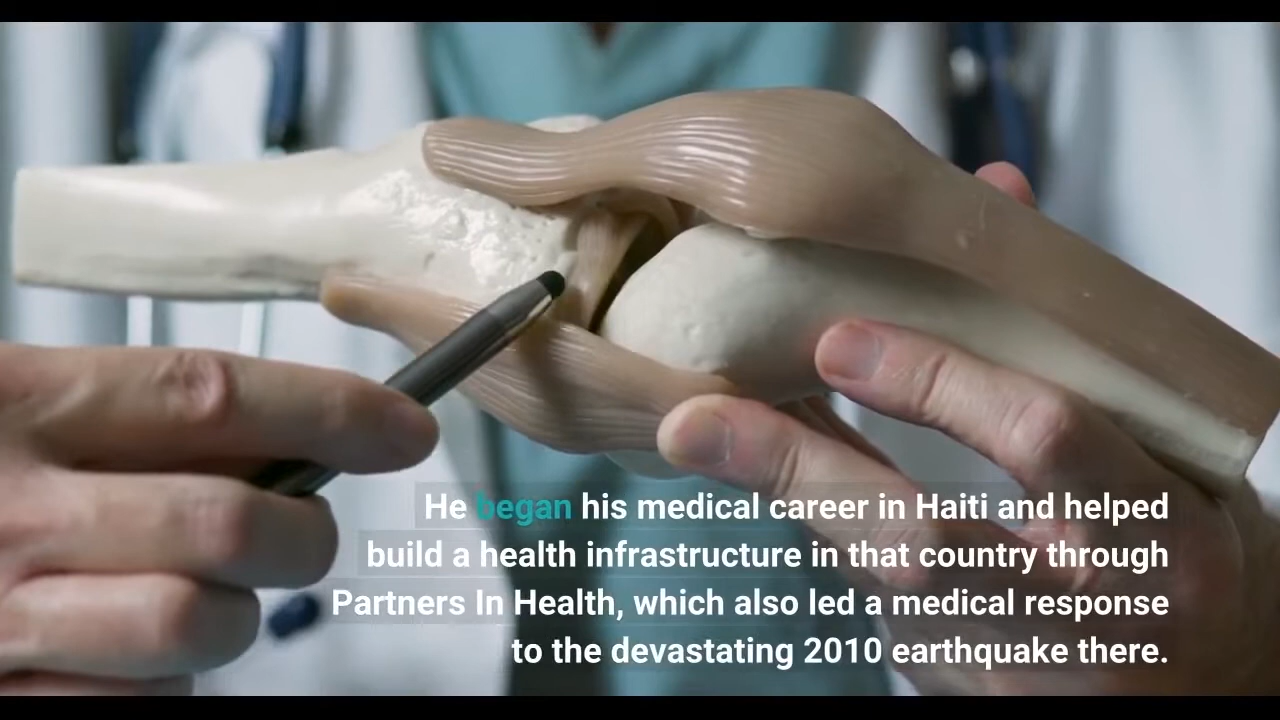 He began his medical career in Haiti and helped
build a health infrastructure in that country through
Partners In Health, which also led a medical response
to the devastating 2010 earthquake there.